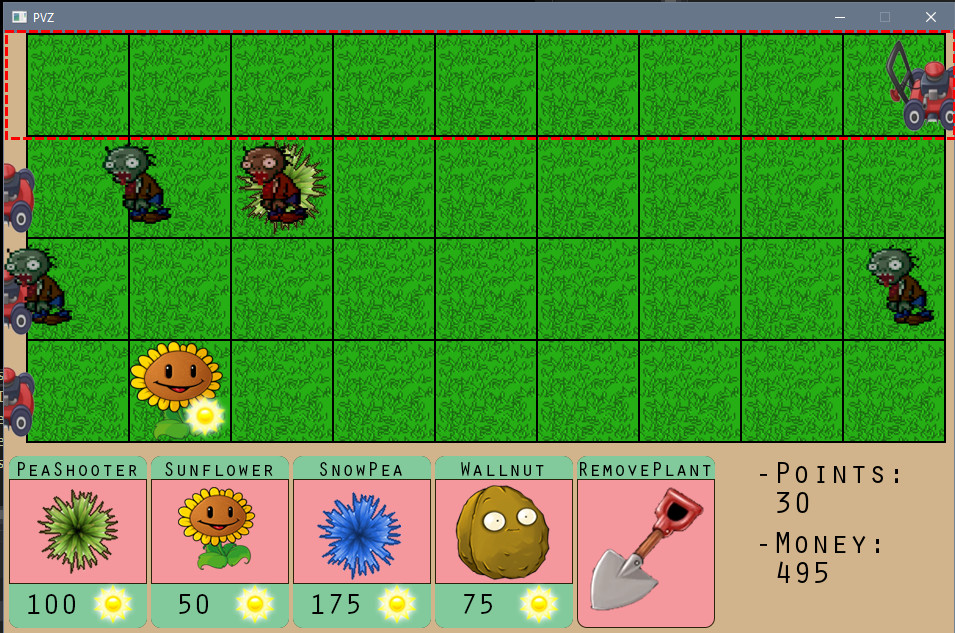 PVZ
PEASHOOTER
SUNFLOWER
SNOWPEA
WALLNUT
REMOVEPLANT
100
50
175
75
-POINTS:
30
-MONEY:
495